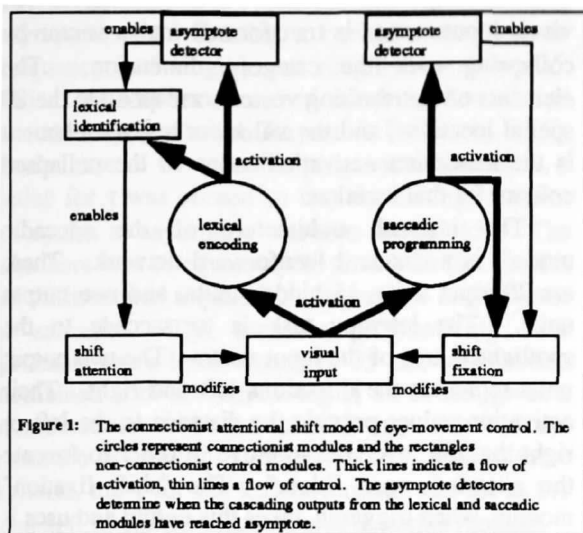 enables
asymptote
detector
asymptote
detector
enables
lexical
identification
activation
activation
enables
lexical
encoding
saccadic
programming
activation
shift
attention
visual
input
shift
fixation
modifies
modifies
Figure 1: The connectionist attentional shift model of eye-movement control. The
circles represent connectionist modules and the rectangles
non-connectionist control modules. Thick lines indicate a flow of
activation, thin lines a flow of control. The asymptote detectors
determine when the cascading outputs from the lexical and saccadic
modules have reached asymptote.